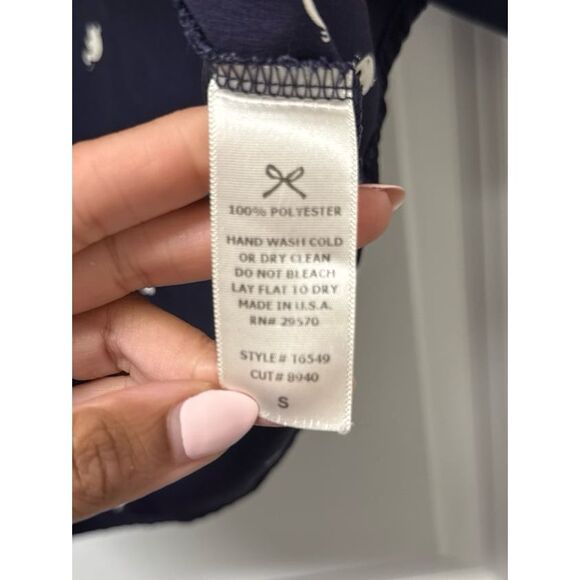 100% POLYESTER
HAND WASH COLD
OR DRY CLEAN
DO NOT BLEACH
LAY FLAT TO DRY
MADE IN U.S.A.
RN# 29570
STYLE# 16549
CUT# 8940
S